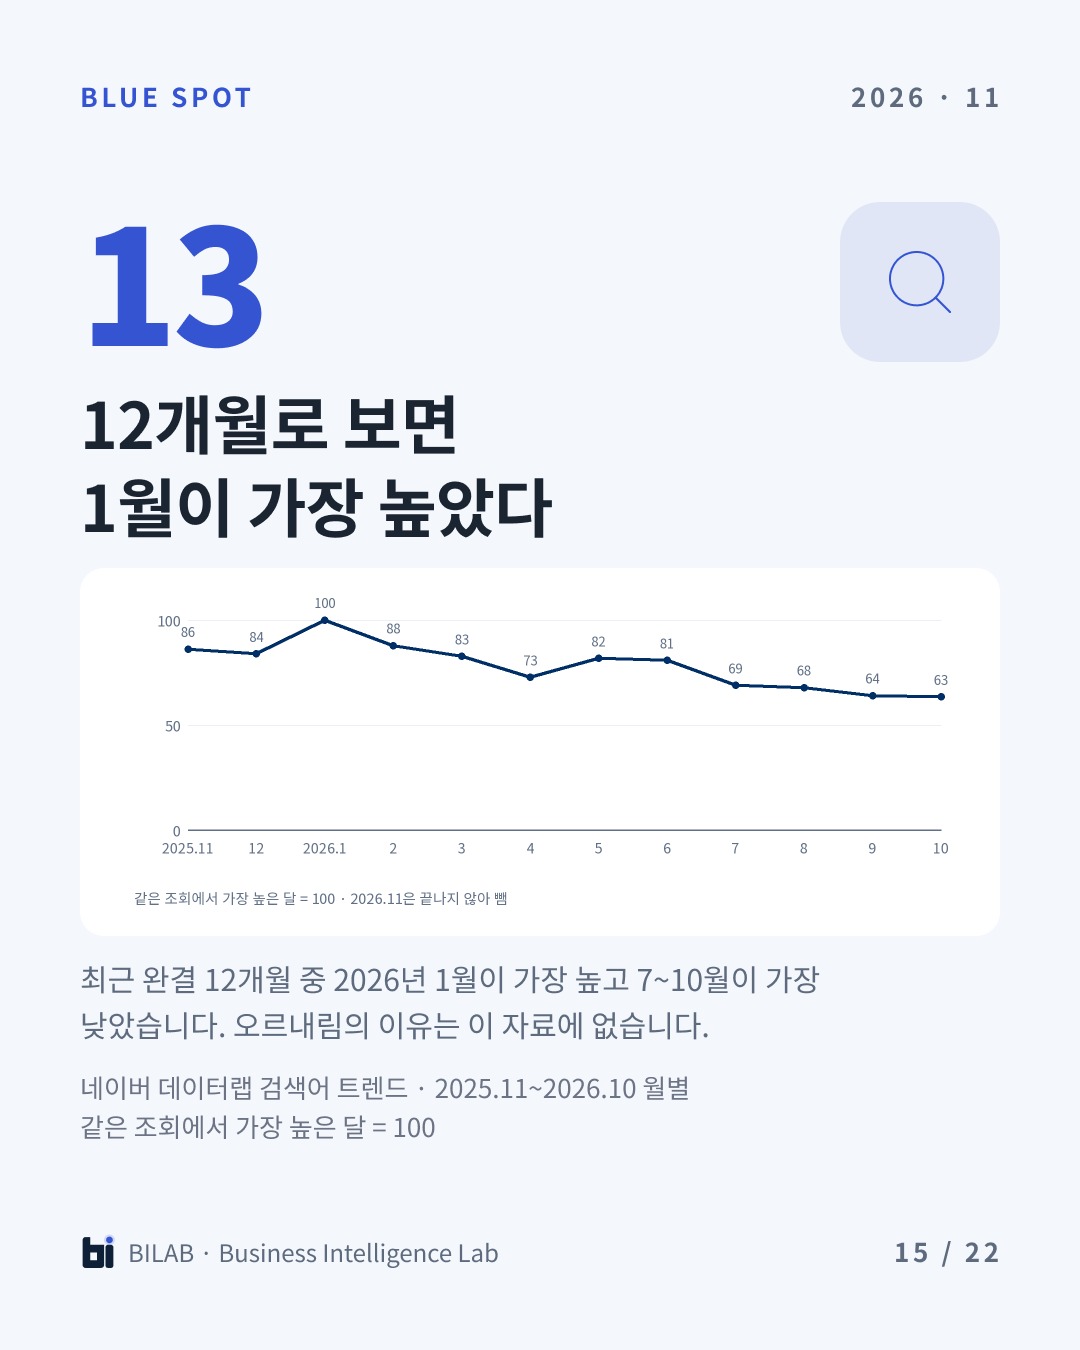 BLUE SPOT
2026 · 11
13
12개월로 보면
1월이 가장 높았다
100
50
0
86
84
100
88
83
73
82
81
69
68
64
63
2025.11
12
2026.1
2
3
4
5
6
7
8
9
10
같은 조회에서 가장 높은 달 = 100 · 2026.11은 끝나지 않아 뺌
최근 완결 12개월 중 2026년 1월이 가장 높고 7~10월이 가장
낮았습니다. 오르내림의 이유는 이 자료에 없습니다.
네이버 데이터랩 검색어 트렌드 · 2025.11~2026.10 월별
같은 조회에서 가장 높은 달 = 100
bi BILAB · Business Intelligence Lab
15 / 22